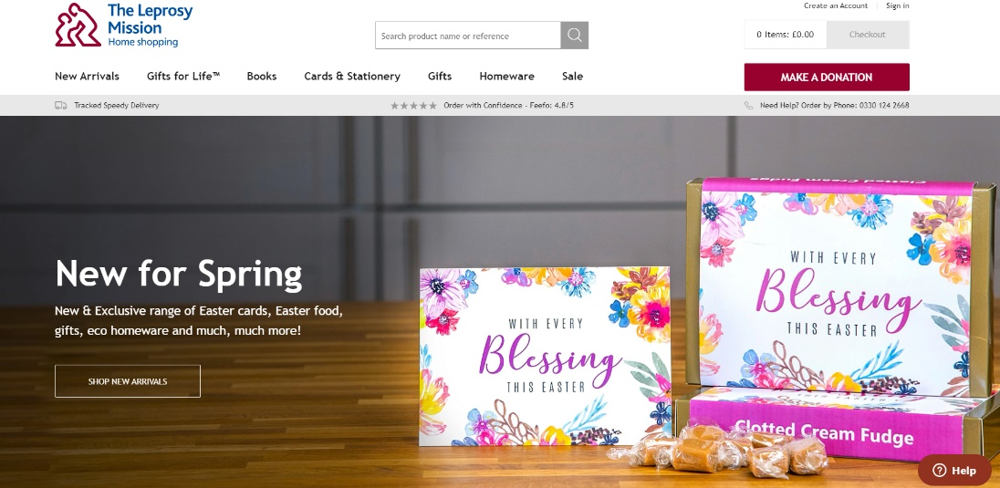 Create an Account
Sign in
The Leprosy
Mission
Home shopping
Search product name or reference
0 Items: £0.00
Checkout
New Arrivals
Gifts for Life™
Books
Cards & Stationery
Gifts
Homeware
Sale
MAKE A DONATION
Tracked Speedy Delivery
Order with Confidence - Feefo: 4.8/5
Need Help? Order by Phone: 0330 124 2668
New for Spring
New & Exclusive range of Easter cards, Easter food,
gifts, eco homeware and much, much more!
SHOP NEW ARRIVALS
WITH EVERY
Blessing
THIS EASTER
Clotted Cream Fudge
WITH EVERY
Blessing
THIS EASTER
Clotted Cream Fudge
Help